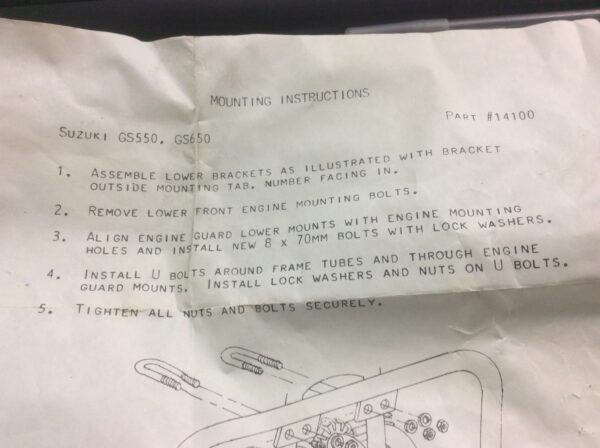 MOUNTING INSTRUCTIONS
PART #14100
SUZUKI GS550, GS650
1. ASSEMBLE LOWER BRACKETS AS ILLUSTRATED WITH BRACKET
OUTSIDE MOUNTING TAB, NUMBER FACING IN.
2. REMOVE LOWER FRONT ENGINE MOUNTING BOLTS.
3. ALIGN ENGINE GUARD LOWER MOUNTS WITH ENGINE MOUNTING
HOLES AND INSTALL NEW 8 X 70MM BOLTS WITH LOCK WASHERS.
4. INSTALL U BOLTS AROUND FRAME TUBES AND THROUGH ENGINE
GUARD MOUNTS. INSTALL LOCK WASHERS AND NUTS ON U BOLTS.
5. TIGHTEN ALL NUTS AND BOLTS SECURELY.